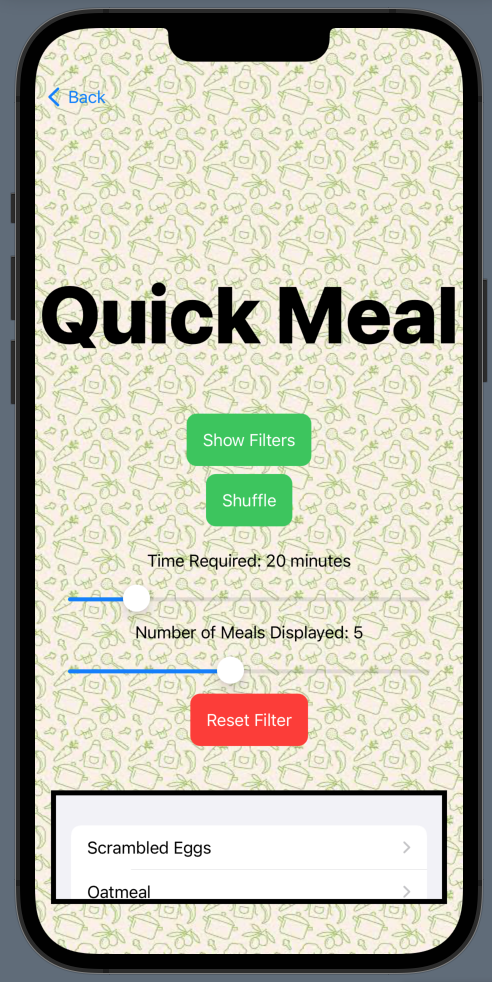 Back
Quick Meal
Show Filters
Shuffle
Time Required: 20 minutes
Number of Meals Displayed: 5
Reset Filter
Scrambled Eggs
Oatmeal